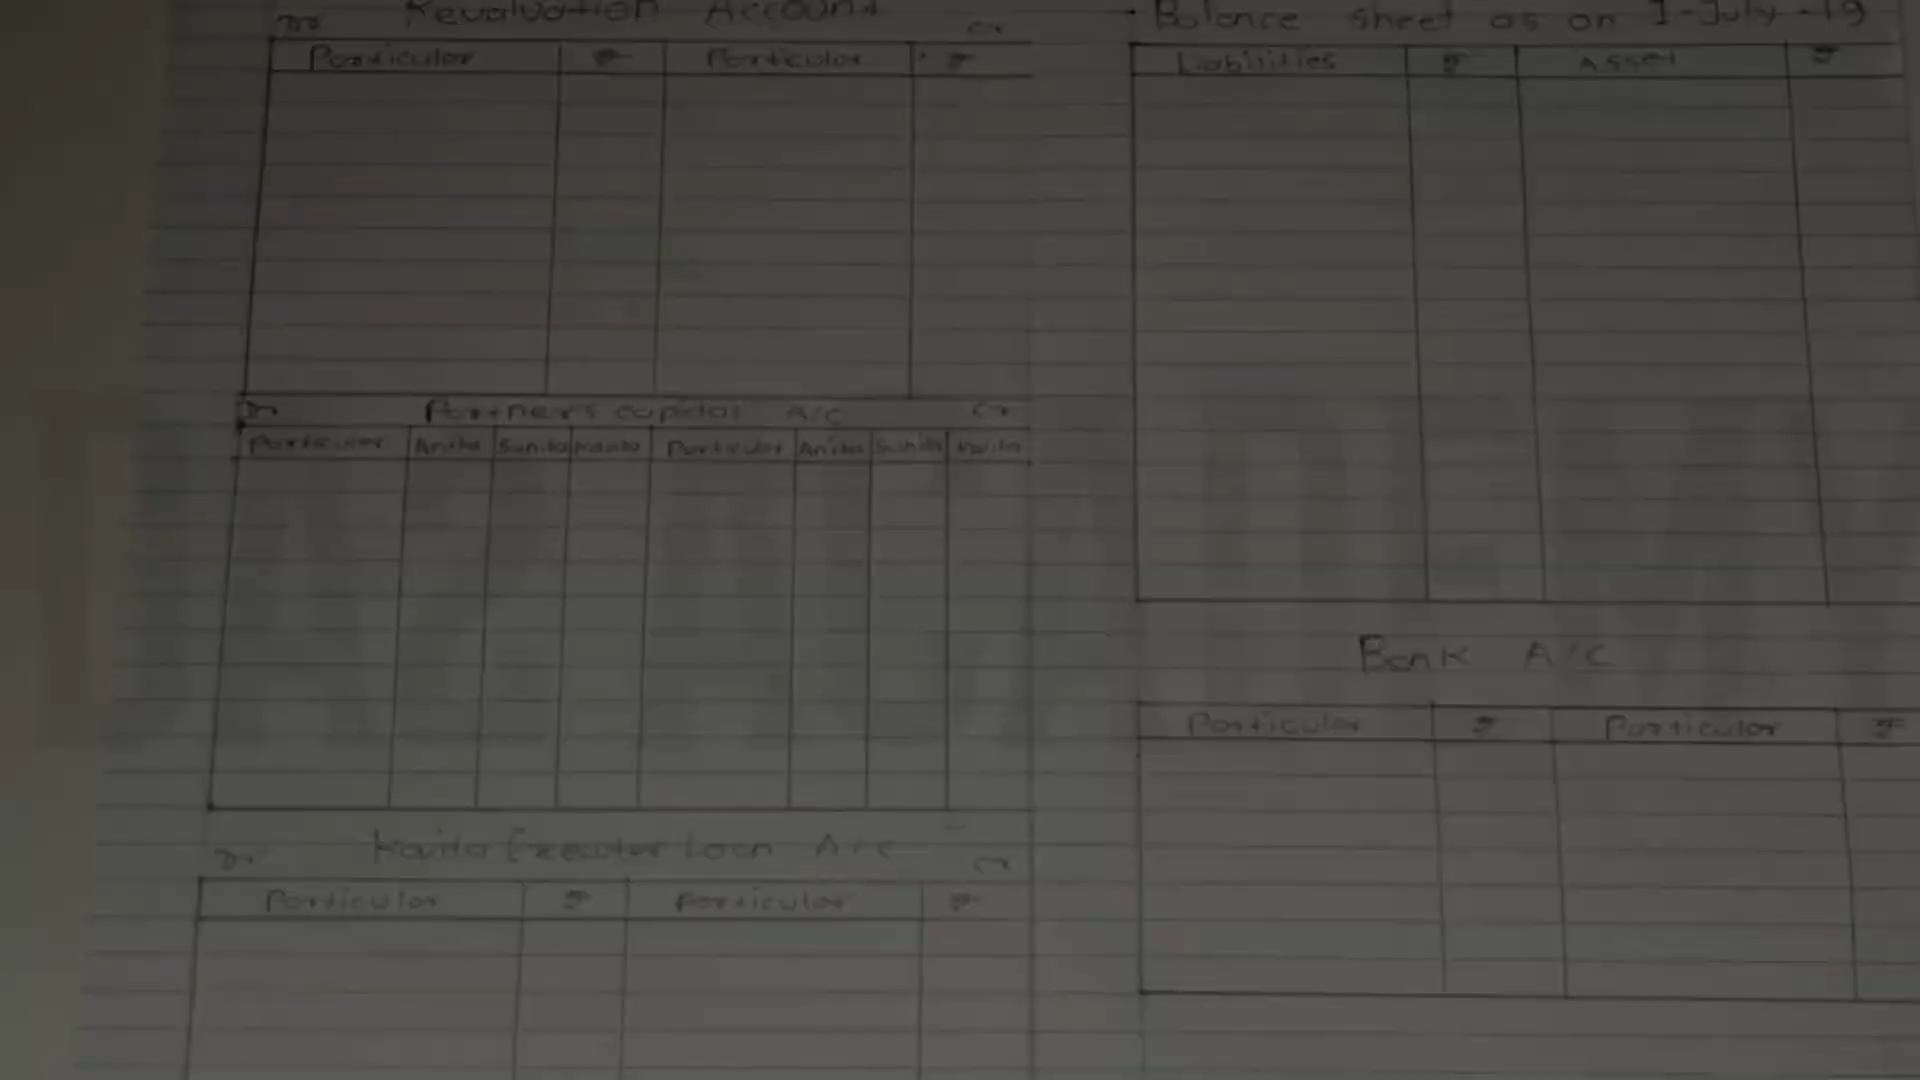 Dr Revaluation Account Cr
Particular ₹ Particular ₹
Dr Partner's capital A/C Cr
Particular Anita Sunita Kavita Particular Anita Sunita Kavita
Dr Kavita Executor Loan A/C Cr
Particular ₹ Particular ₹
Balance sheet as on 1-July-19
Liabilities ₹ Asset ₹
Bank A/C
Particular ₹ Particular ₹